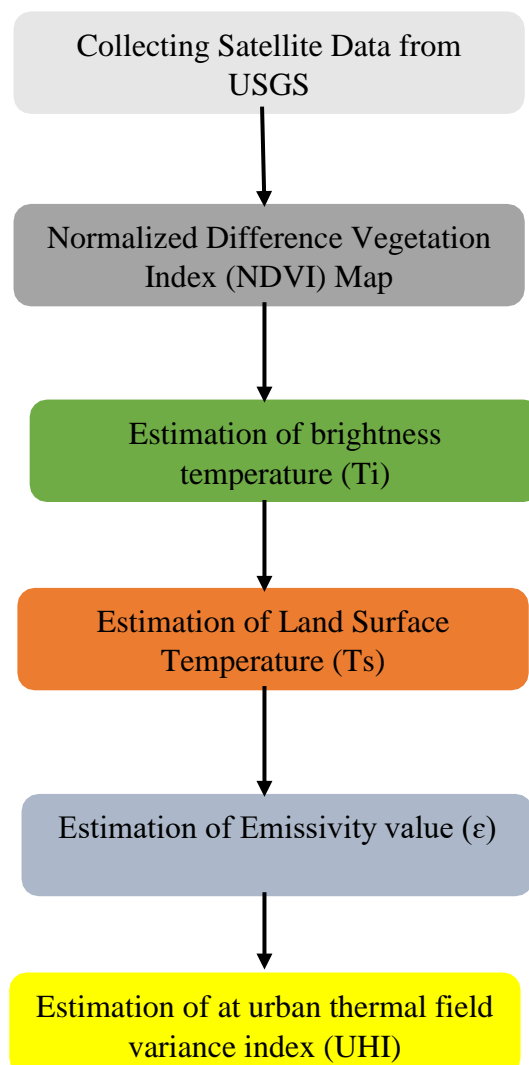 Collecting Satellite Data from
USGS
Normalized Difference Vegetation
Index (NDVI) Map
Estimation of brightness
temperature (Ti)
Estimation of Land Surface
Temperature (Ts)
Estimation of Emissivity value (ε)
Estimation of at urban thermal field
variance index (UHI)